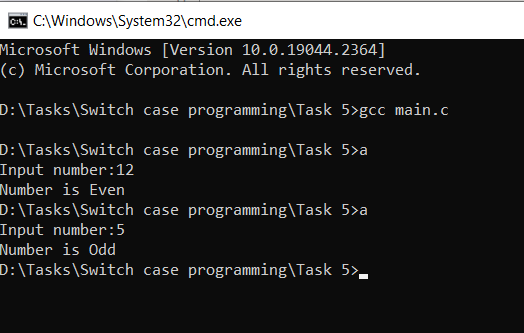 C:\Windows\System32\cmd.exe
Microsoft Windows [Version 10.0.19044.2364]
(c) Microsoft Corporation. All rights reserved.
D:\Tasks\Switch case programming\Task 5>gcc main.c
D:\Tasks\Switch case programming\Task 5>a
Input number:12
Number is Even
D:\Tasks\Switch case programming\Task 5>a
Input number:5
Number is Odd
D:\Tasks\Switch case programming\Task 5>